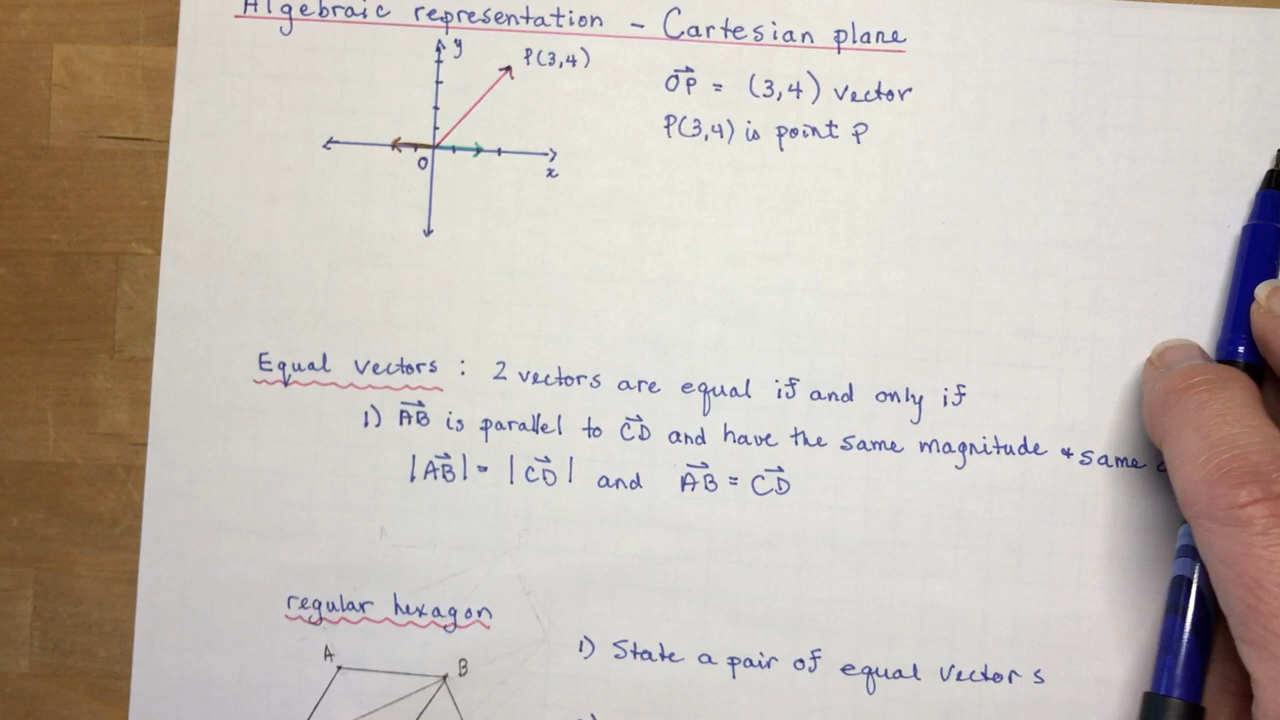 Algebraic representation - Cartesian plane
y
P(3,4)
OP = (3,4) vector
P(3,4) is point P
O
x
Equal vectors : 2 vectors are equal if and only if
1) AB is parallel to CD and have the same magnitude & same
|AB| = |CD| and AB = CD
regular hexagon
A
B
1) State a pair of equal vectors